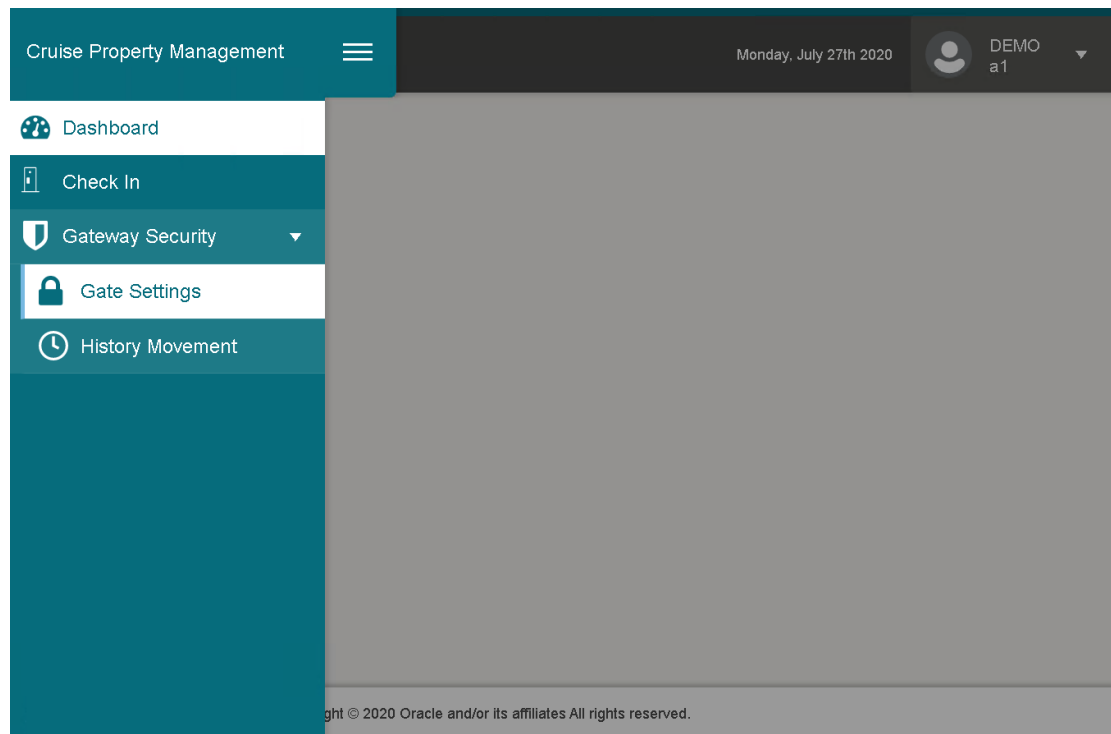 Cruise Property Management
Monday, July 27th 2020
DEMO
a1
Dashboard
Check In
Gateway Security
Gate Settings
History Movement
ght © 2020 Oracle and/or its affiliates All rights reserved.